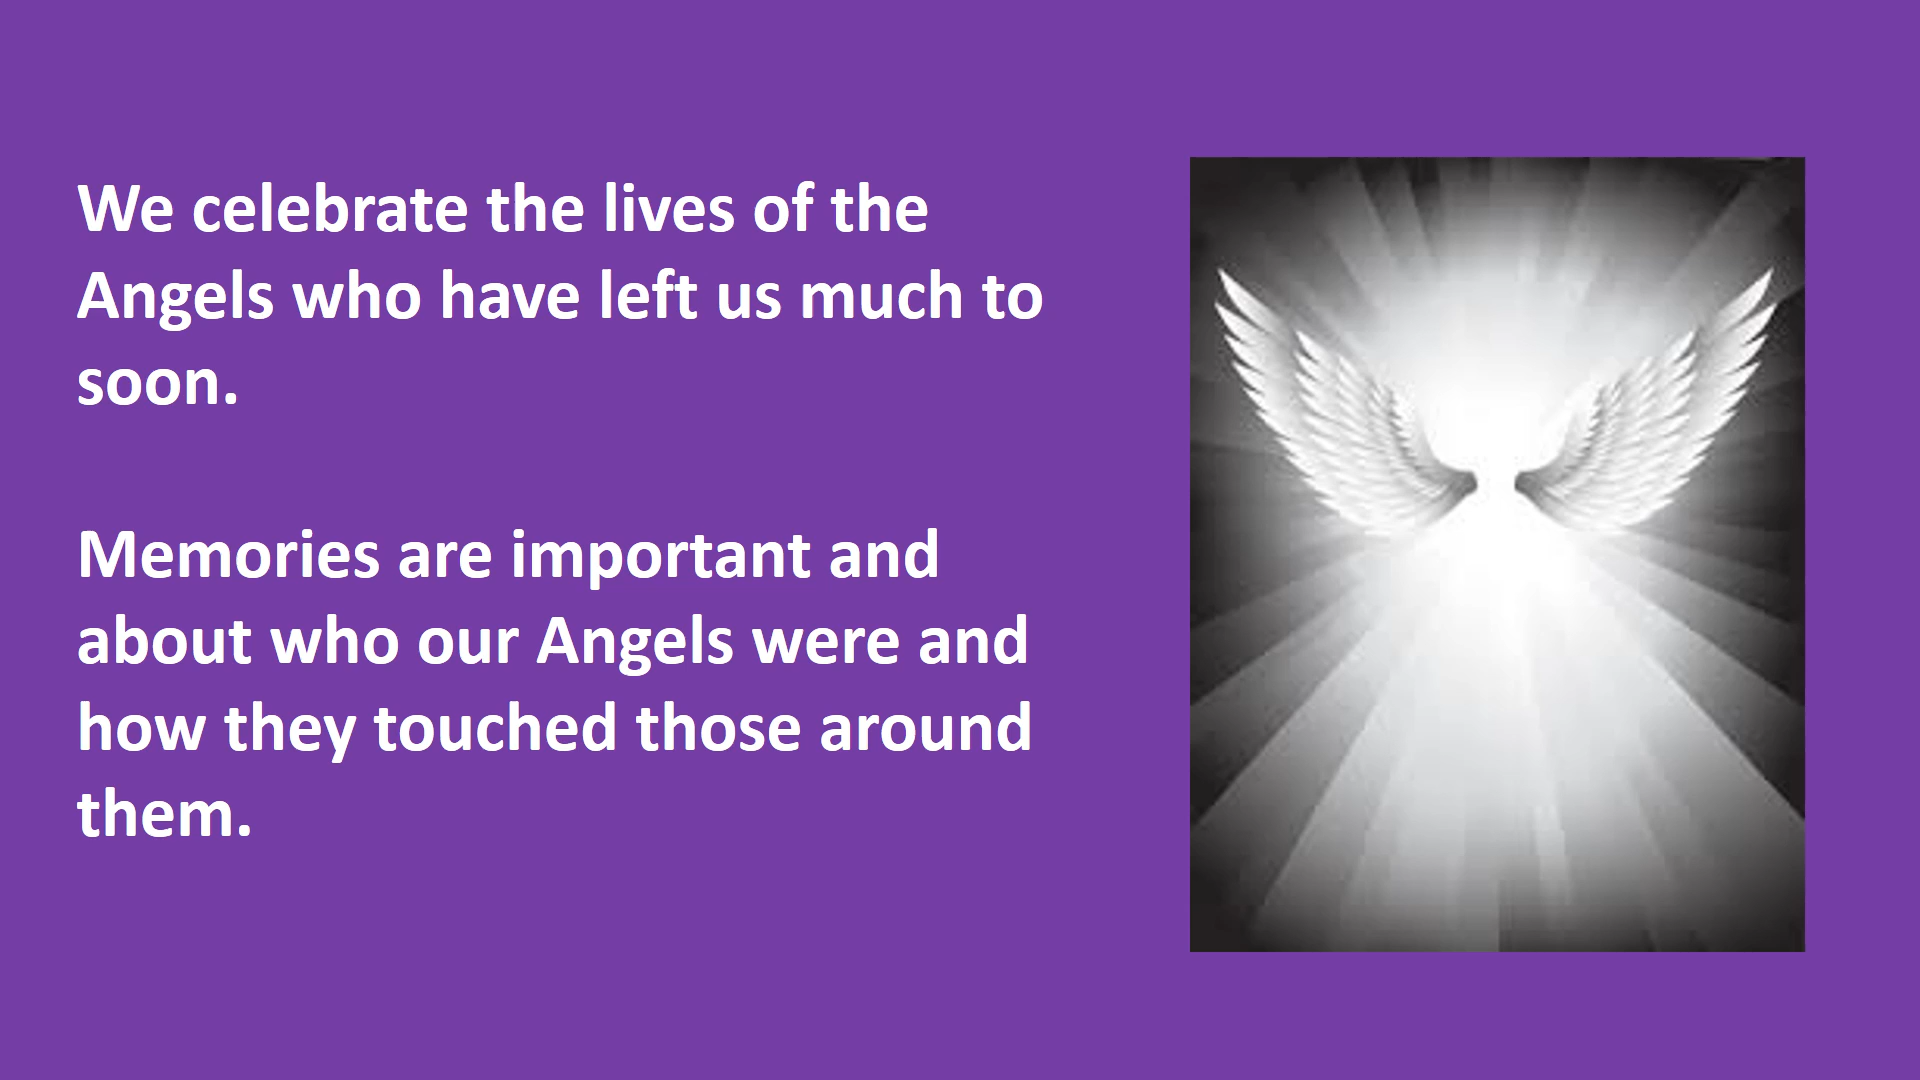 We celebrate the lives of the
Angels who have left us much to
soon.
Memories are important and
about who our Angels were and
how they touched those around
them.